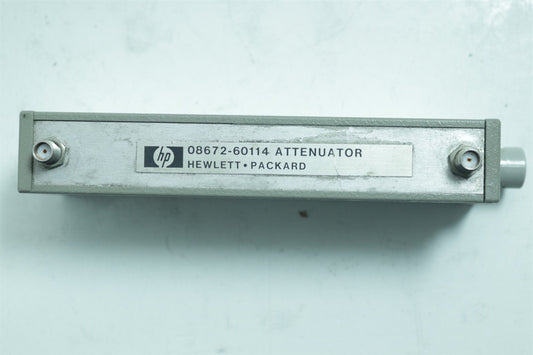 hp 08672-60114 ATTENUATOR
HEWLETT•PACKARD